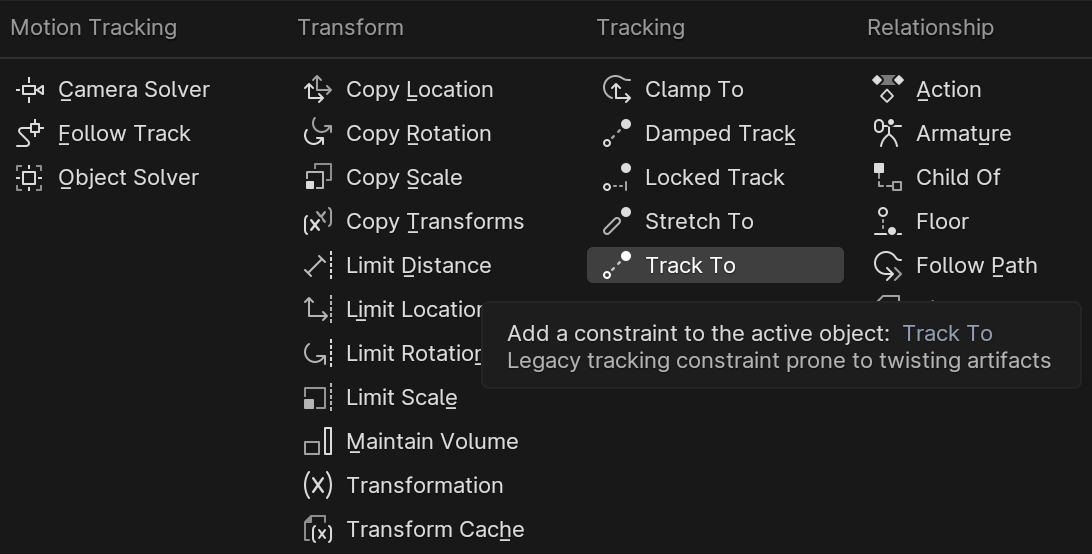 Motion Tracking
Camera Solver
Follow Track
Object Solver
Transform
Copy Location
Copy Rotation
Copy Scale
Copy Transforms
Limit Distance
Limit Location
Limit Rotation
Limit Scale
Maintain Volume
Transformation
Transform Cache
Tracking
Clamp To
Damped Track
Locked Track
Stretch To
Track To
Relationship
Action
Armature
Child Of
Floor
Follow Path
Add a constraint to the active object: Track To
Legacy tracking constraint prone to twisting artifacts